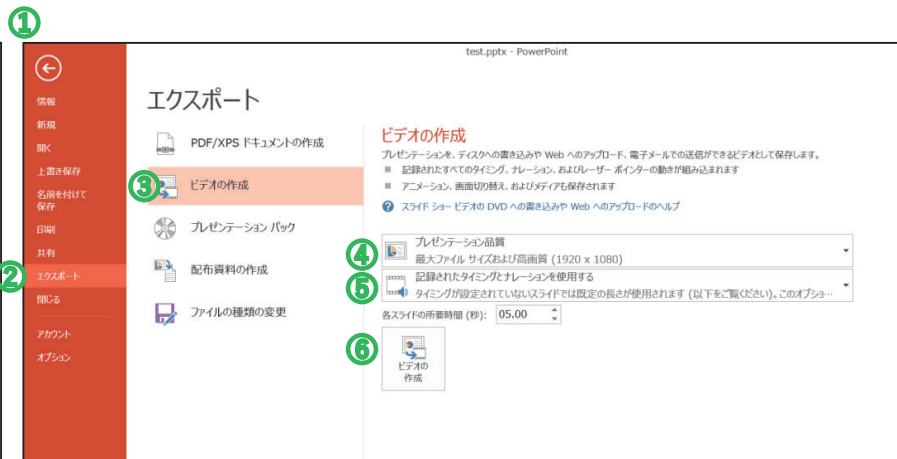 ①
test.pptx - PowerPoint
情報
新規
開く
上書き保存
名前を付けて
保存
印刷
共有
② エクスポート
閉じる
アカウント
オプション
エクスポート
PDF/XPS ドキュメントの作成
③ ビデオの作成
プレゼンテーション パック
配布資料の作成
ファイルの種類の変更
ビデオの作成
プレゼンテーションを、ディスクへの書き込みや Web へのアップロード、電子メールでの送信ができるビデオとして保存します。
■ 記録されたすべてのタイミング、ナレーション、およびレーザー ポインターの動きが組み込まれます
■ アニメーション、画面切り替え、およびメディアも保存されます
スライド ショー ビデオの DVD への書き込みや Web へのアップロードのヘルプ
④ プレゼンテーション品質
最大ファイル サイズおよび高画質 (1920 x 1080)
⑤ 記録されたタイミングとナレーションを使用する
タイミングが設定されていないスライドでは既定の長さが使用されます (以下をご覧ください)。このオプショ…
各スライドの所要時間 (秒): 05.00
⑥ ビデオの
作成